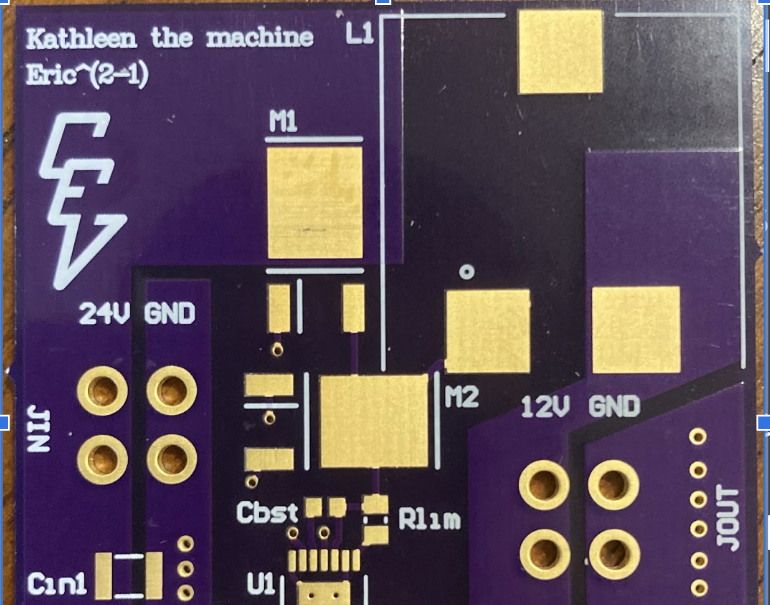 Kathleen the machine
Eric^(2-1)
L1
M1
24V GND
JIN
M2
12V GND
Cbst
Rlim
JOUT
Cin1
U1